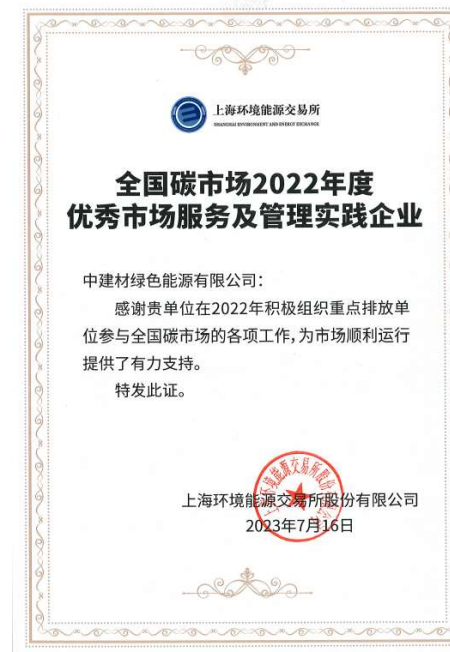 上海环境能源交易所
SHANGHAI ENVIRONMENT AND ENERGY EXCHANGE
全国碳市场2022年度
优秀市场服务及管理实践企业
中建材绿色能源有限公司：
感谢贵单位在2022年积极组织重点排放单
位参与全国碳市场的各项工作，为市场顺利运行
提供了有力支持。
特发此证。
上海环境能源交易所股份有限公司
2023年7月16日